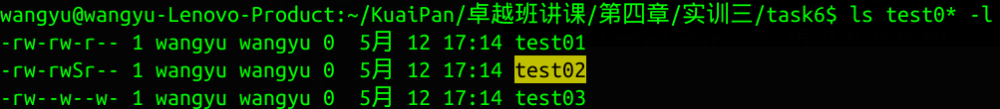 wangyu@wangyu-Lenovo-Product:~/KuaiPan/卓越班讲课/第四章/实训三/task6$ ls test0* -l
-rw-rw-r-- 1 wangyu wangyu 0  5月 12 17:14 test01
-rw-rwSr-- 1 wangyu wangyu 0  5月 12 17:14 test02
-rw--w--w- 1 wangyu wangyu 0  5月 12 17:14 test03